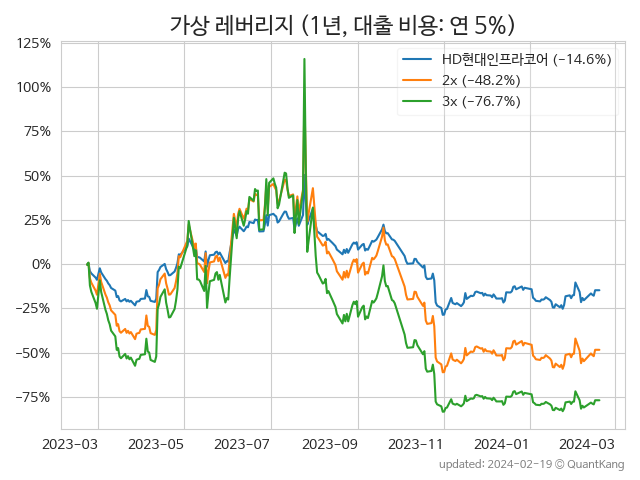 가상 레버리지 (1년, 대출 비용: 연 5%)
125%
100%
75%
50%
25%
0%
−25%
−50%
−75%
HD현대인프라코어 (−14.6%)
2x (−48.2%)
3x (−76.7%)
2023-03 2023-05 2023-07 2023-09 2023-11 2024-01 2024-03
updated: 2024-02-19 © QuantKang